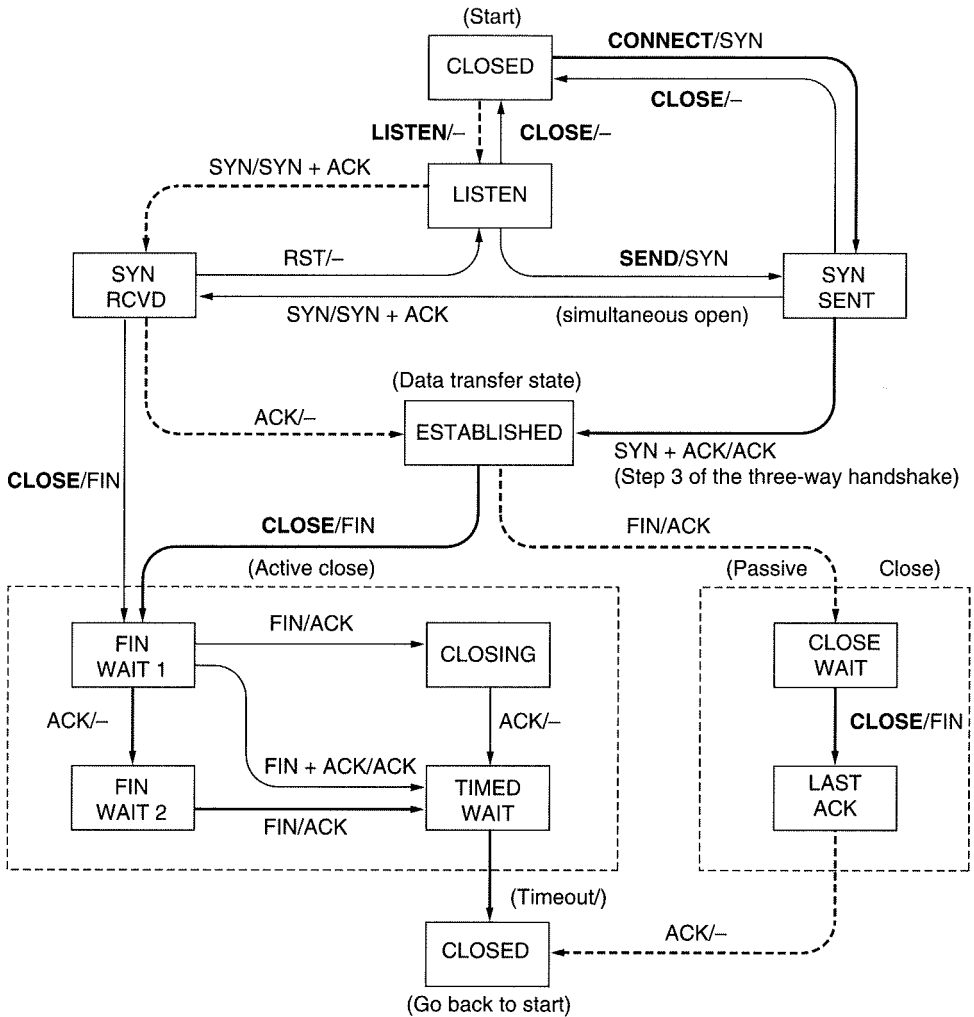 (Start)
CONNECT/SYN
CLOSED
CLOSE/–
LISTEN/–
CLOSE/–
SYN/SYN + ACK
LISTEN
RST/–
SEND/SYN
SYN
RCVD
SYN
SENT
SYN/SYN + ACK
(simultaneous open)
(Data transfer state)
ACK/–
ESTABLISHED
SYN + ACK/ACK
(Step 3 of the three-way handshake)
CLOSE/FIN
CLOSE/FIN
FIN/ACK
(Active close)
(Passive Close)
FIN/ACK
FIN
WAIT 1
CLOSING
CLOSE
WAIT
ACK/–
ACK/–
CLOSE/FIN
FIN + ACK/ACK
FIN
WAIT 2
TIMED
WAIT
LAST
ACK
FIN/ACK
(Timeout/)
ACK/–
CLOSED
(Go back to start)